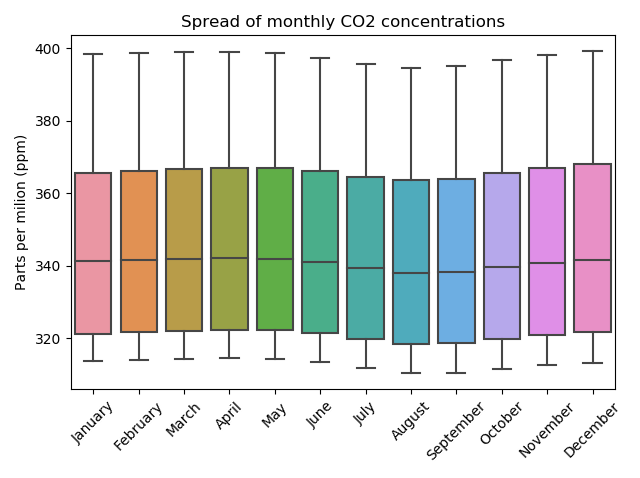 Spread of monthly CO2 concentrations
Parts per milion (ppm)
400
380
360
340
320
January
February
March
April
May
June
July
August
September
October
November
December